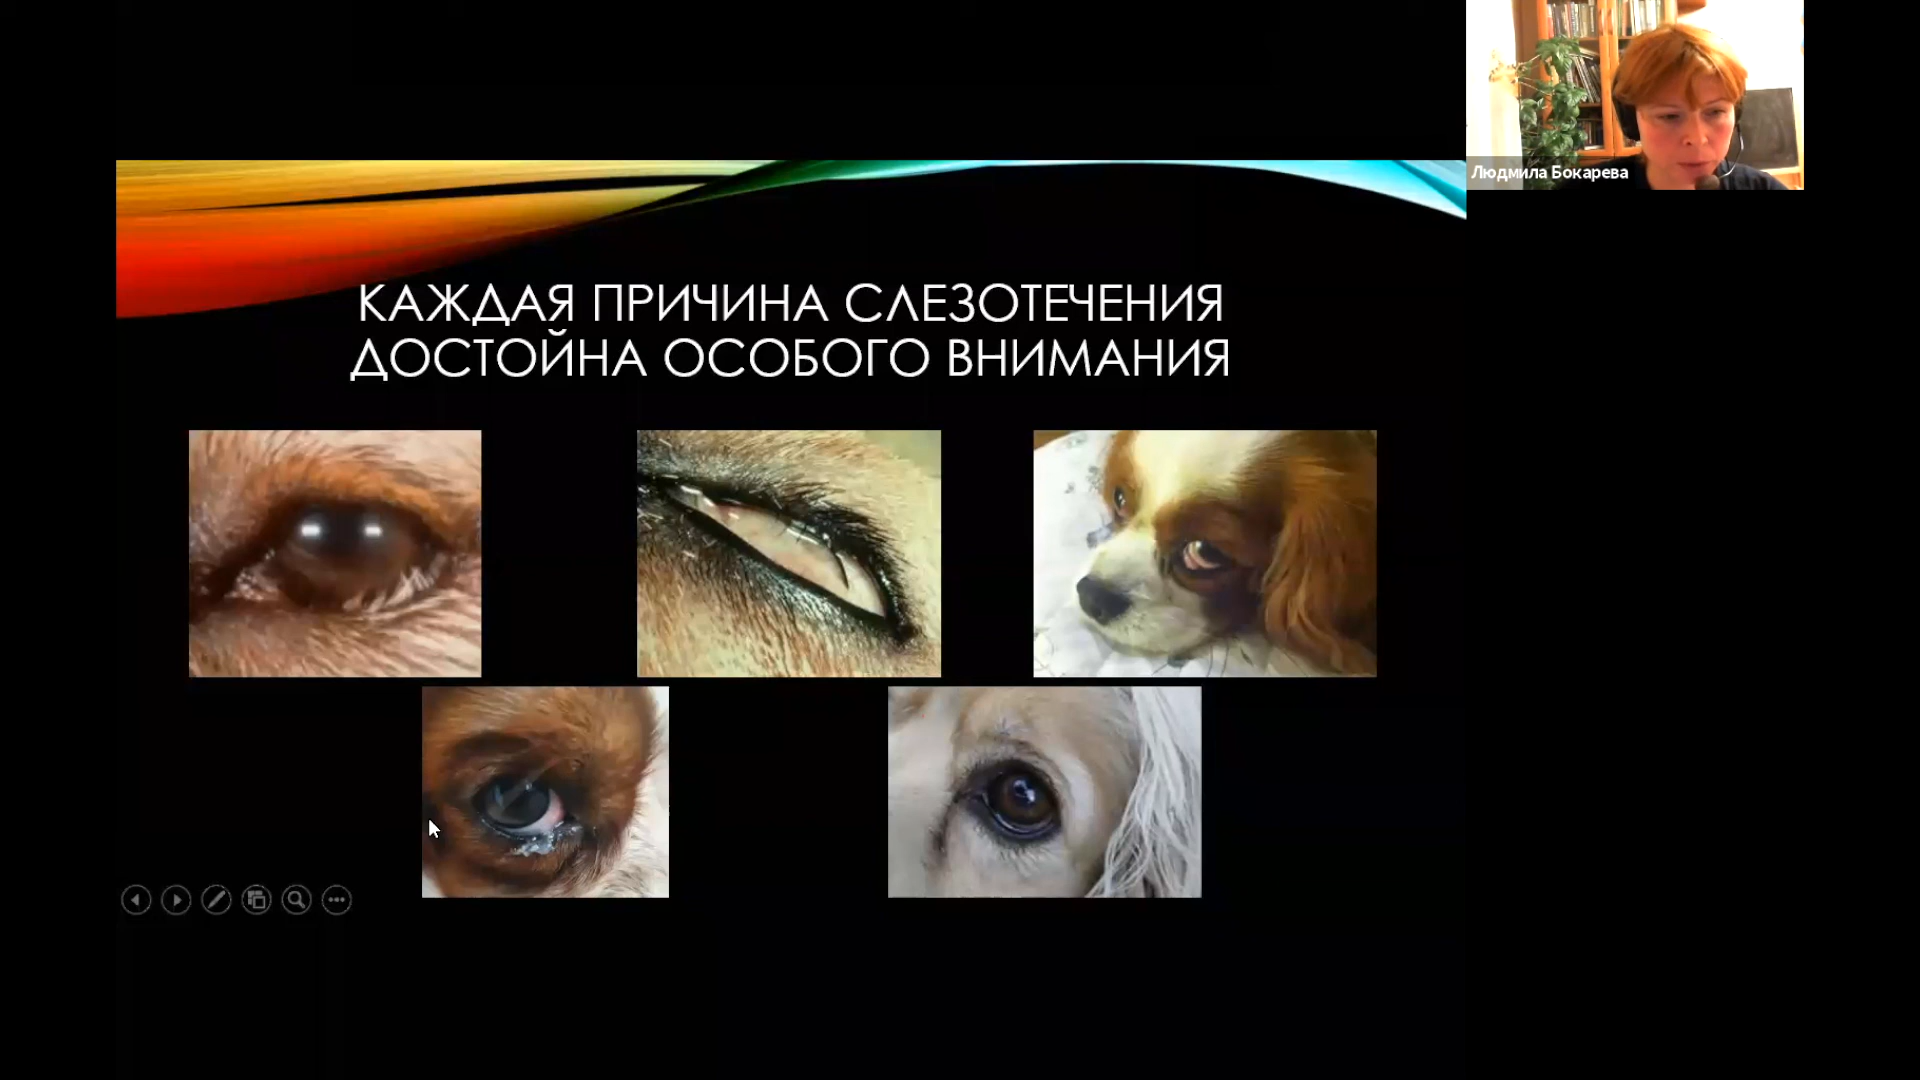 Людмила Бокарева
КАЖДАЯ ПРИЧИНА СЛЕЗОТЕЧЕНИЯ
ДОСТОЙНА ОСОБОГО ВНИМАНИЯ